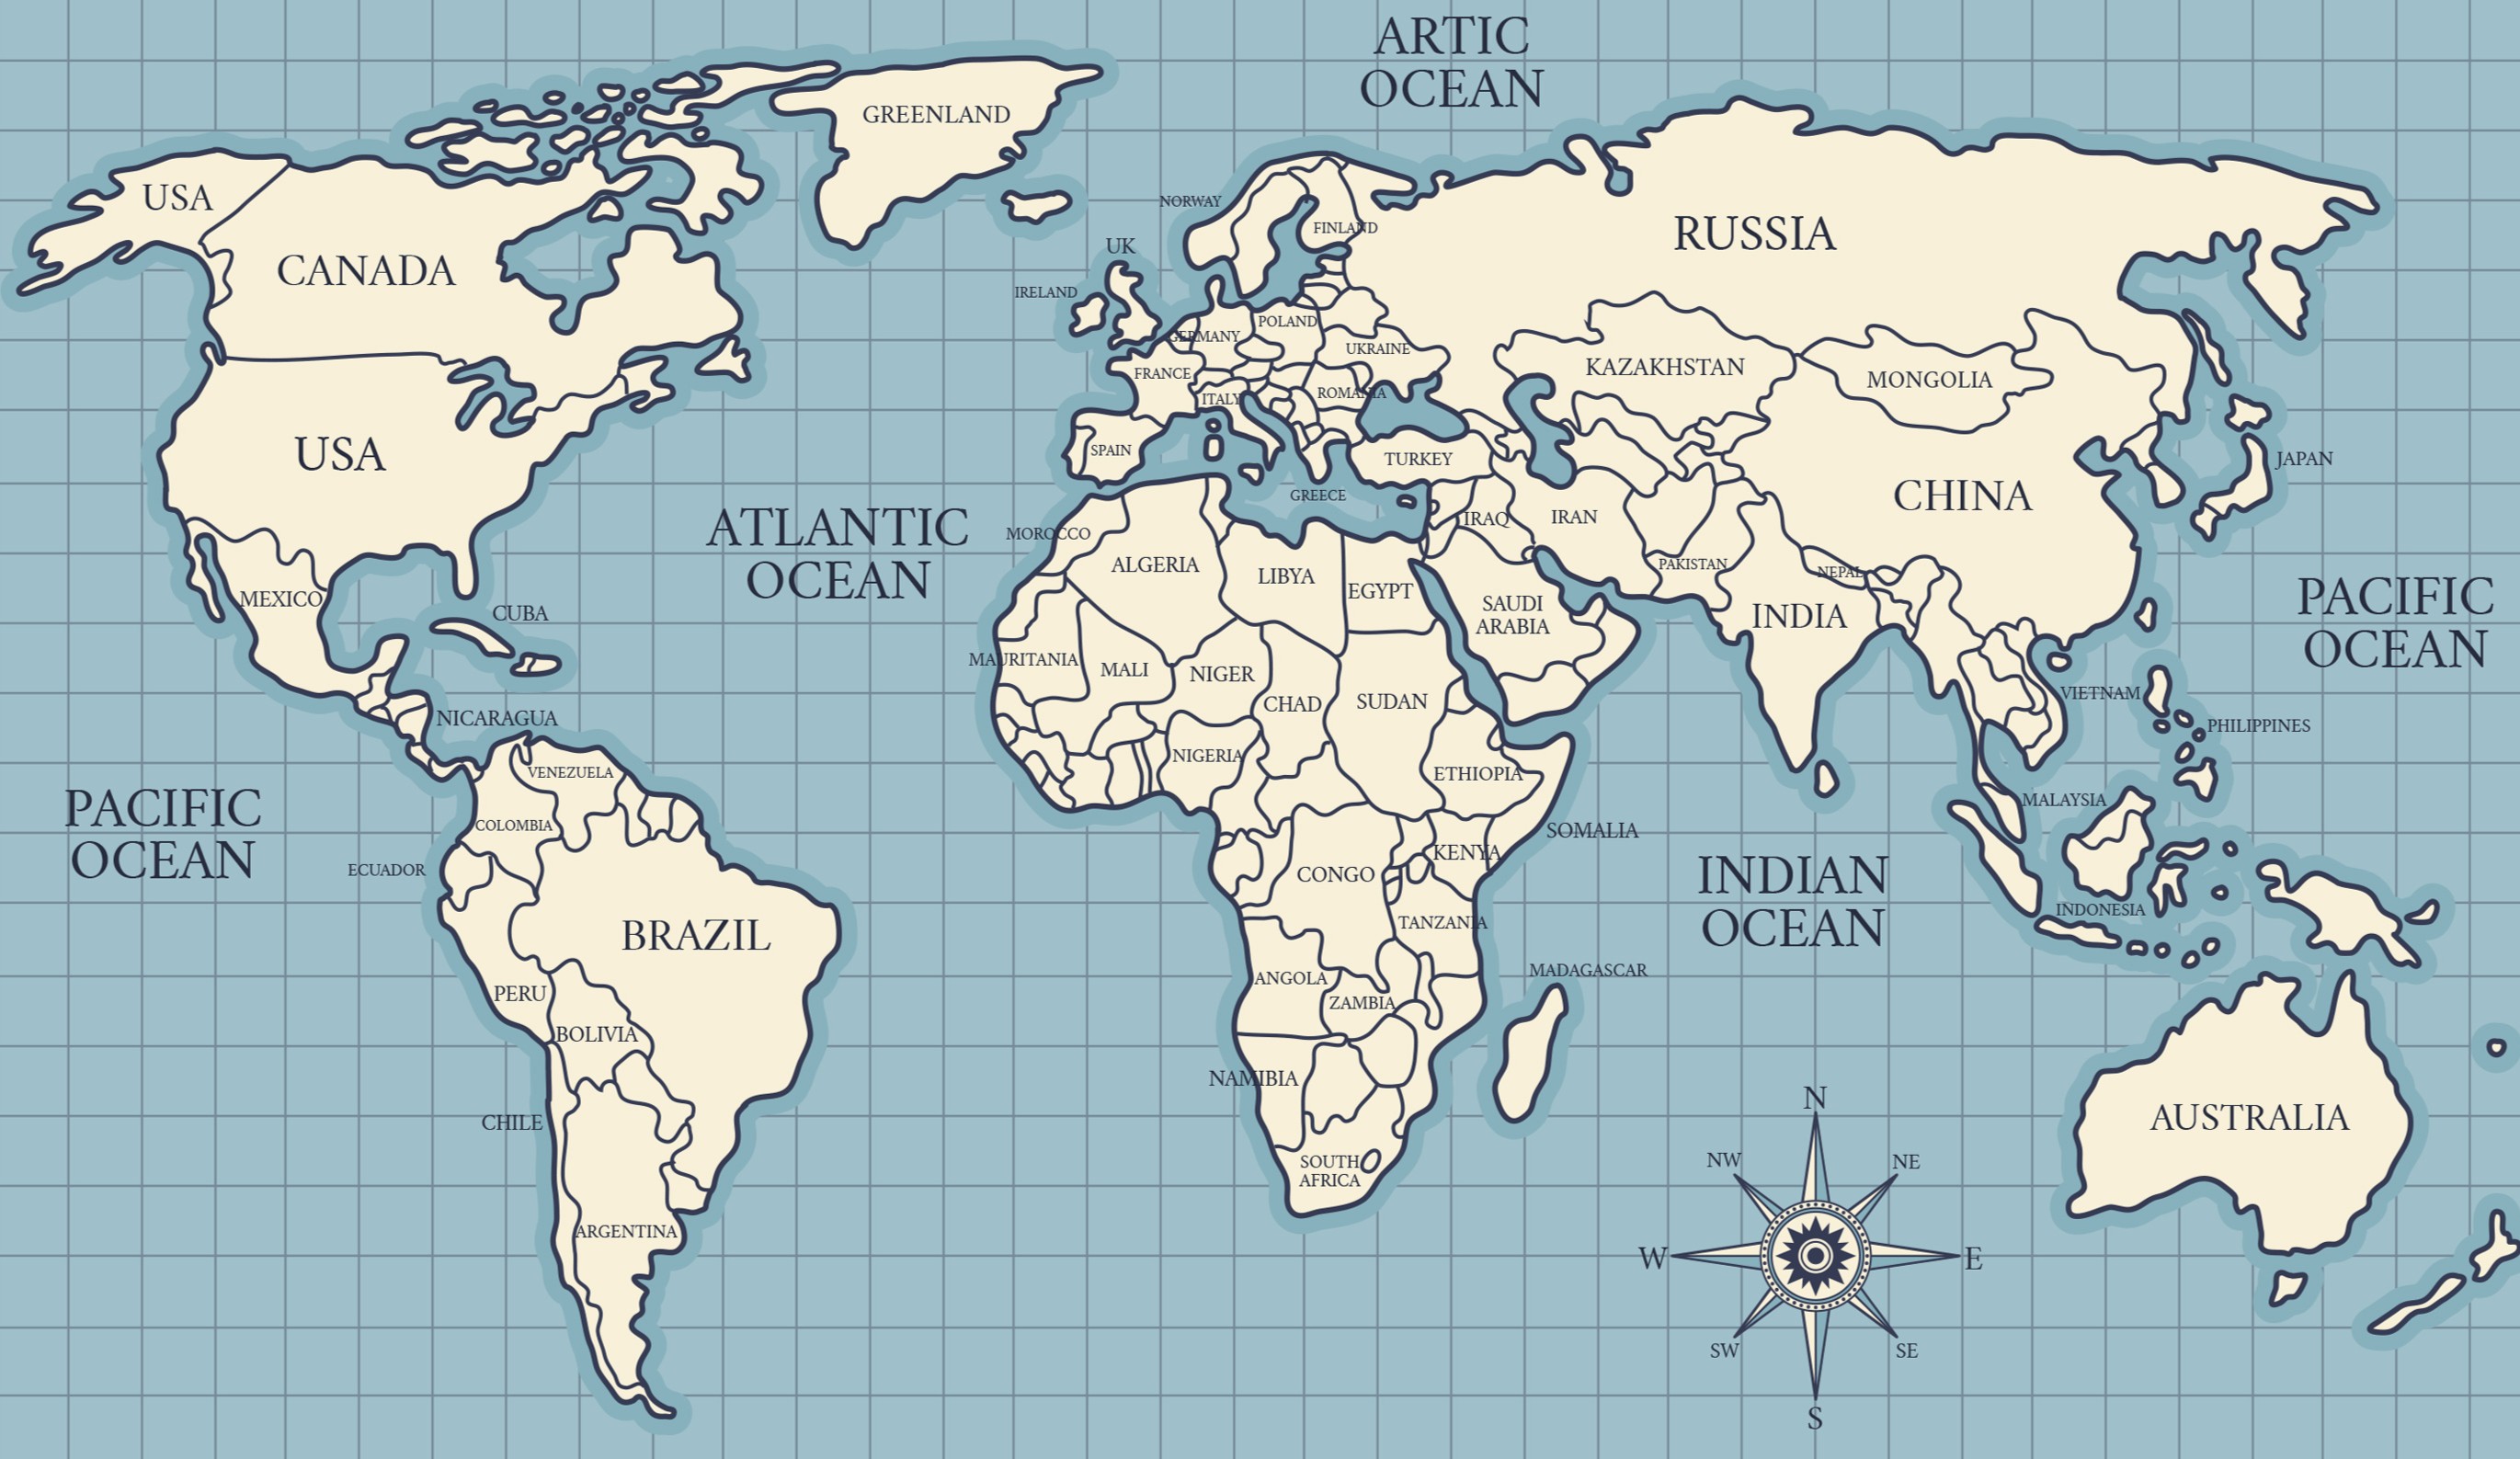 ARTIC
OCEAN
GREENLAND
USA
CANADA
NORWAY
FINLAND
RUSSIA
UK
IRELAND
GERMANY
POLAND
UKRAINE
FRANCE
ITALY
ROMANIA
KAZAKHSTAN
MONGOLIA
USA
SPAIN
GREECE
TURKEY
IRAQ
IRAN
CHINA
JAPAN
ATLANTIC
OCEAN
MOROCCO
ALGERIA
LIBYA
EGYPT
SAUDI
ARABIA
PAKISTAN
NEPAL
INDIA
PACIFIC
OCEAN
MEXICO
CUBA
MAURITANIA
MALI
NIGER
CHAD
SUDAN
VIETNAM
PHILIPPINES
NICARAGUA
VENEZUELA
NIGERIA
ETHIOPIA
MALAYSIA
PACIFIC
OCEAN
COLOMBIA
ECUADOR
SOMALIA
KENYA
CONGO
INDIAN
OCEAN
INDONESIA
BRAZIL
TANZANIA
PERU
ANGOLA
ZAMBIA
MADAGASCAR
BOLIVIA
NAMIBIA
CHILE
AUSTRALIA
SOUTH
AFRICA
ARGENTINA
N
NW
NE
W
E
SW
SE
S